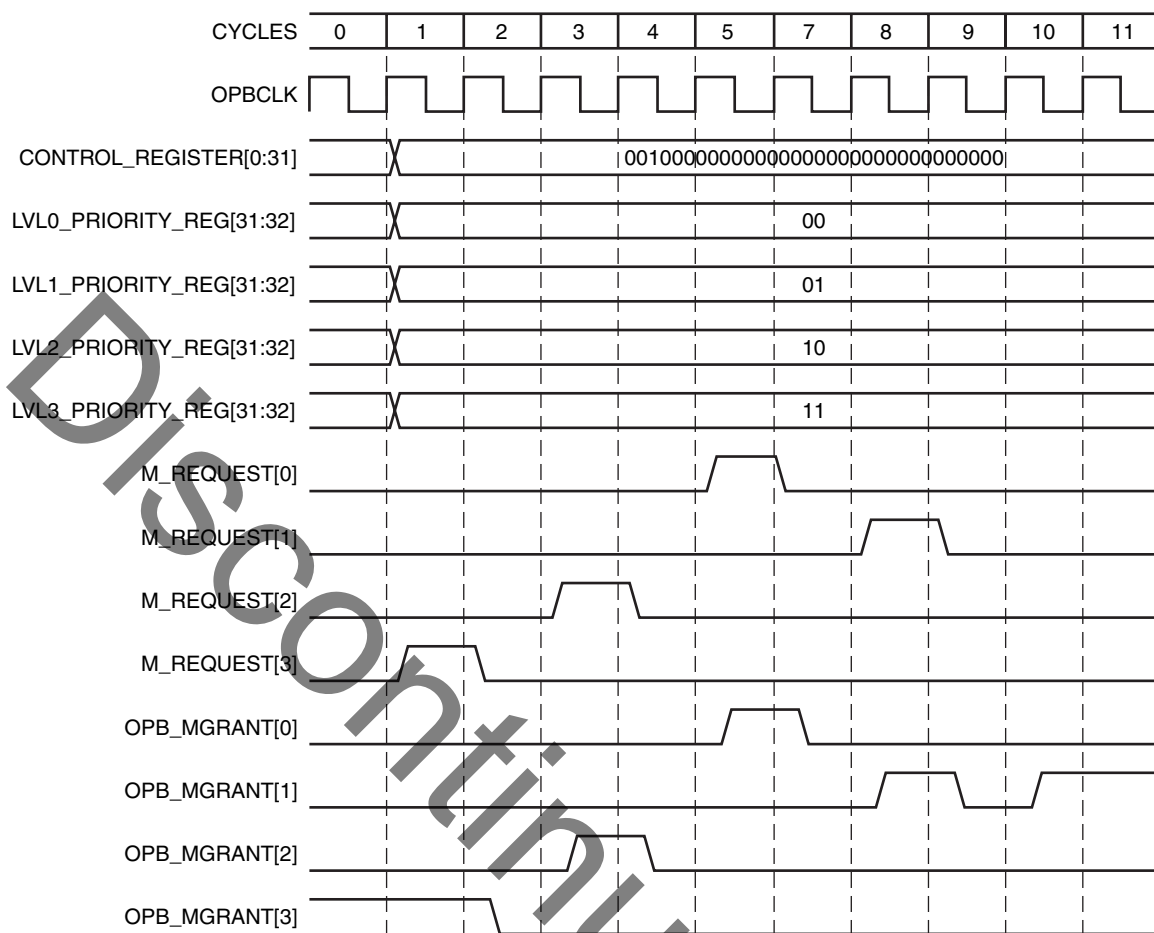 CYCLES 0 1 2 3 4 5 7 8 9 10 11
OPBCLK
CONTROL_REGISTER[0:31] 00100000000000000000000000000000
LVL0_PRIORITY_REG[31:32] 00
LVL1_PRIORITY_REG[31:32] 01
LVL2_PRIORITY_REG[31:32] 10
LVL3_PRIORITY_REG[31:32] 11
M_REQUEST[0]
M_REQUEST[1]
M_REQUEST[2]
M_REQUEST[3]
OPB_MGRANT[0]
OPB_MGRANT[1]
OPB_MGRANT[2]
OPB_MGRANT[3]
Discontinu